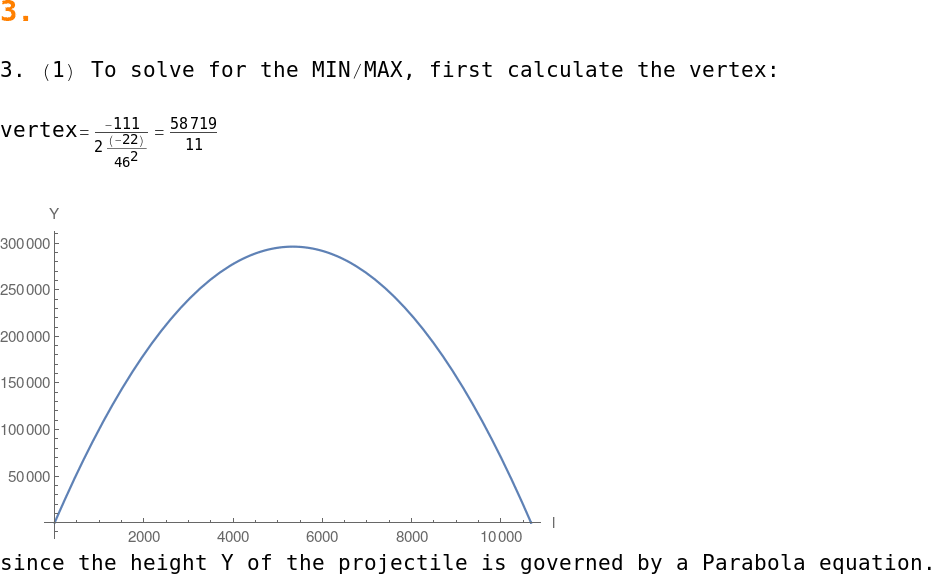 3.
3. (1) To solve for the MIN/MAX, first calculate the vertex:
vertex= -111 / (2 (-22)/46^2) = 58719/11
Y
300000
250000
200000
150000
100000
50000
2000 4000 6000 8000 10000 I
since the height Y of the projectile is governed by a Parabola equation.